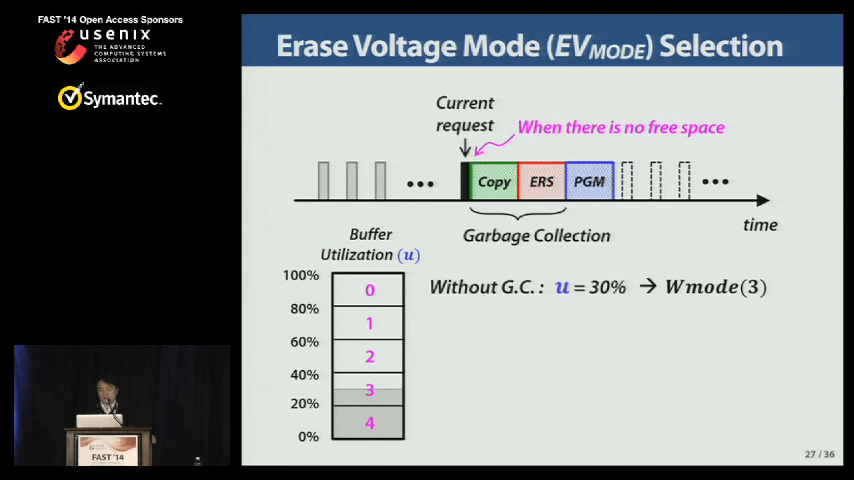 FAST '14 Open Access Sponsors
usenix
THE ADVANCED
COMPUTING SYSTEMS
ASSOCIATION
Symantec.
Erase Voltage Mode (EVMODE) Selection
Current
request
When there is no free space
Copy
ERS
PGM
•••
•••
time
Garbage Collection
Buffer
Utilization (u)
100%
80%
60%
40%
20%
0%
0
1
2
3
4
Without G.C.: u = 30% → Wmode(3)
FAST '14
27 / 36